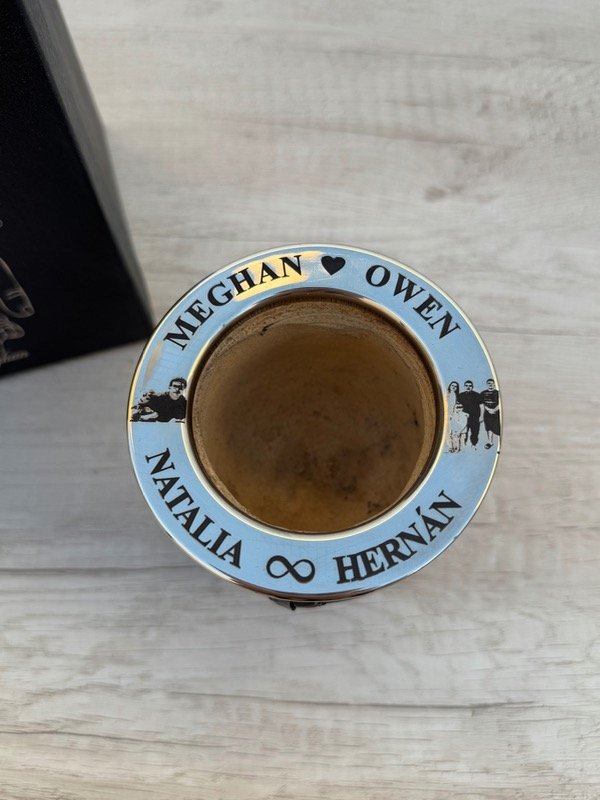 MEGHAN ♥ OWEN
NATALIA ∞ HERNÁN